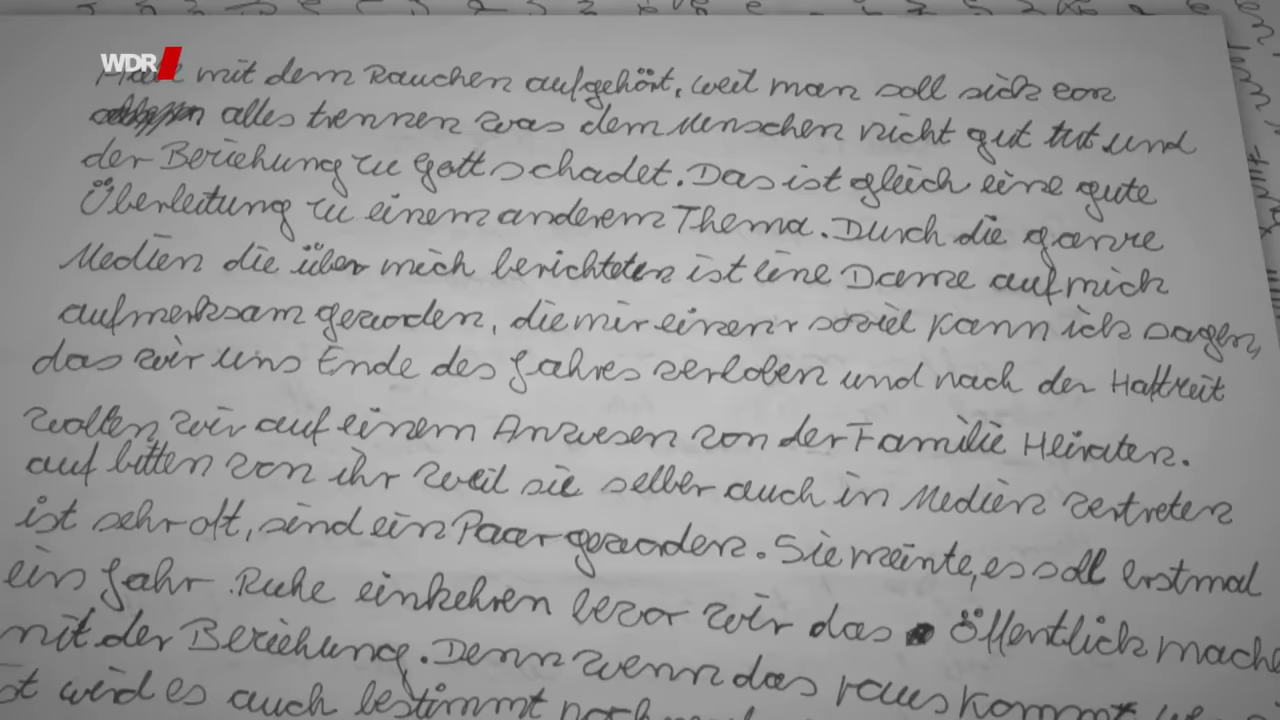 WDR
mit dem Rauchen aufgehört, weil man soll sich von
alles trennen was dem Menschen nicht gut tut und
der Beziehung zu Gott schadet. Das ist gleich eine gute
Überleitung zu einem anderem Thema. Durch die ganze
Medien die über mich berichteten ist eine Dame auf mich
aufmerksam geworden, die mir einen soviel kann ich sagen,
das wir uns Ende des Jahres verloben und nach der Haftzeit
wollen wir auf einem Anwesen von der Familie Heiraten.
auf bitten von ihr weil sie selber auch in Medien vertreten
ist sehr oft, sind ein Paar geworden. Sie meinte, es soll erstmal
ein Jahr Ruhe einkehren bevor wir das öffentlich mache
mit der Beziehung. Denn wenn das raus kommt
wird es auch bestimmt